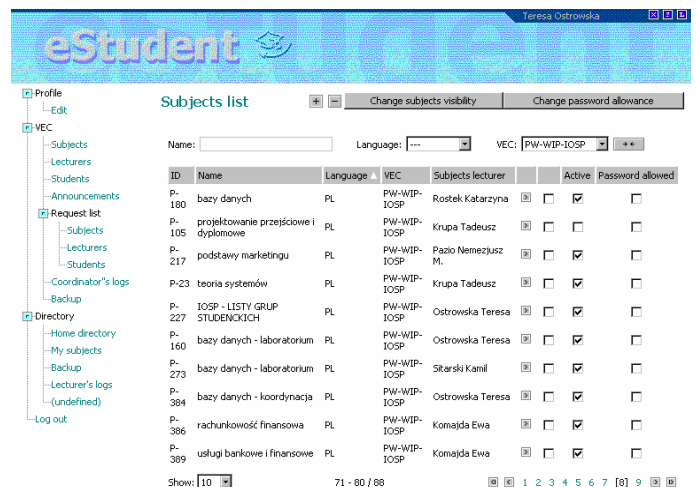 Teresa Ostrowska
eStudent
Profile
Edit
VEC
Subjects
Lecturers
Students
Announcements
Request list
Subjects
Lecturers
Students
Coordinator"s logs
Backup
Directory
Home directory
My subjects
Backup
Lecturer's logs
(undefined)
Log out
Subjects list + − Change subjects visibility Change password allowance
Name: Language: --- VEC: PW-WIP-IOSP
ID Name Language VEC Subjects lecturer Active Password allowed
P-
180 bazy danych PL PW-WIP-
IOSP Rostek Katarzyna
P-
105 projektowanie przejściowe i
dyplomowe PL PW-WIP-
IOSP Krupa Tadeusz
P-
217 podstawy marketingu PL PW-WIP-
IOSP Pazio Nemezjusz
M.
P-23 teoria systemów PL PW-WIP-
IOSP Krupa Tadeusz
P-
227 IOSP - LISTY GRUP
STUDENCKICH PL PW-WIP-
IOSP Ostrowska Teresa
P-
160 bazy danych - laboratorium PL PW-WIP-
IOSP Ostrowska Teresa
P-
273 bazy danych - laboratorium PL PW-WIP-
IOSP Sitarski Kamil
P-
384 bazy danych - koordynacja PL PW-WIP-
IOSP Ostrowska Teresa
P-
386 rachunkowość finansowa PL PW-WIP-
IOSP Komajda Ewa
P-
389 usługi bankowe i finansowe PL PW-WIP-
IOSP Komajda Ewa
Show: 10 71 - 80 / 88 1 2 3 4 5 6 7 [8] 9